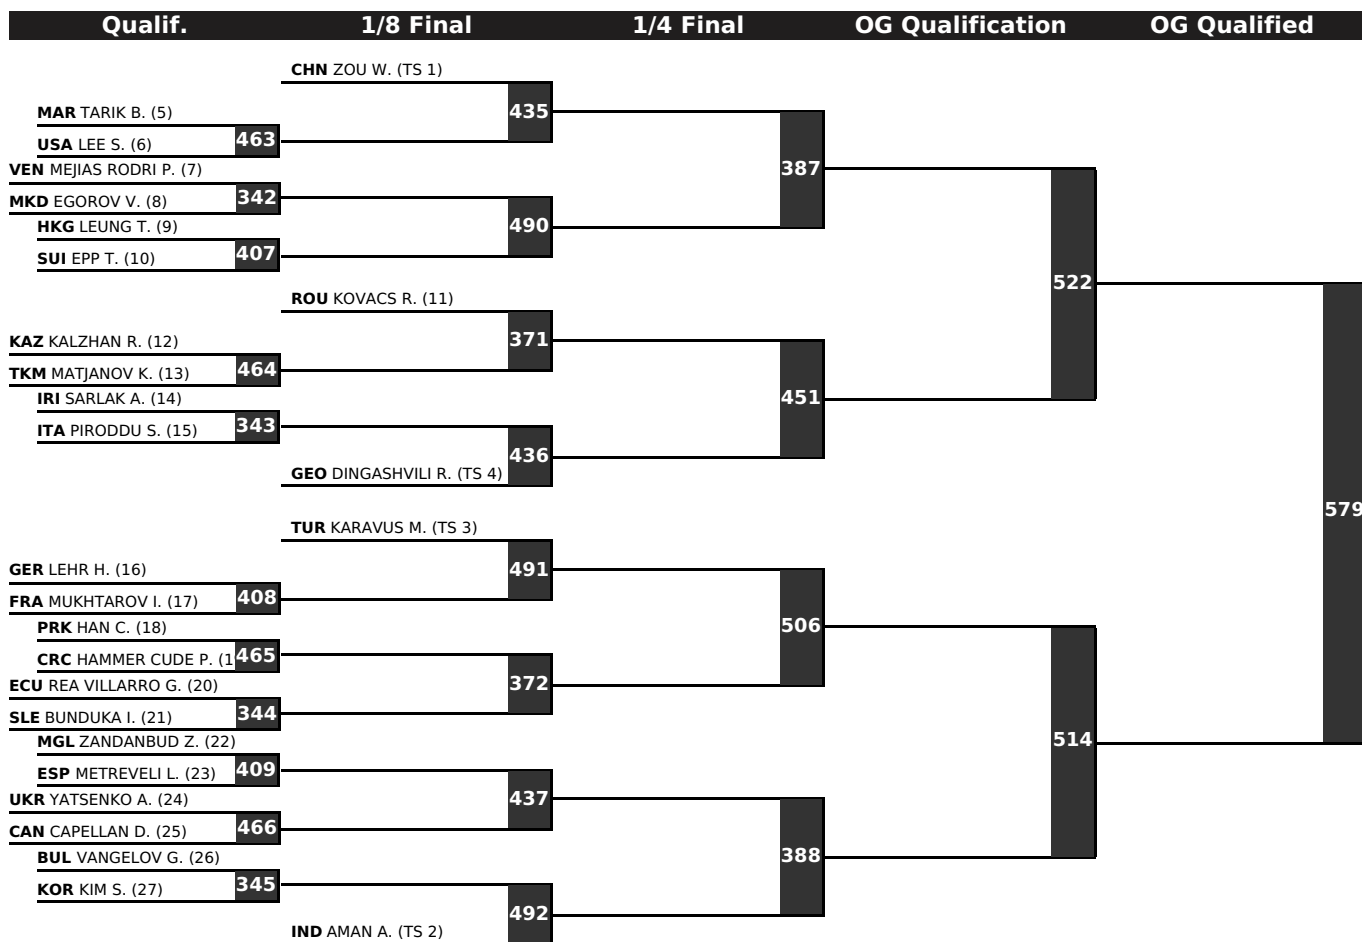 Qualif. 1/8 Final 1/4 Final OG Qualification OG Qualified
CHN ZOU W. (TS 1)
435
MAR TARIK B. (5)
463
USA LEE S. (6)
VEN MEJIAS RODRI P. (7)
387
342
MKD EGOROV V. (8)
HKG LEUNG T. (9)
490
407
SUI EPP T. (10)
522
ROU KOVACS R. (11)
371
KAZ KALZHAN R. (12)
464
TKM MATJANOV K. (13)
IRI SARLAK A. (14)
451
343
ITA PIRODDU S. (15)
436
GEO DINGASHVILI R. (TS 4)
579
TUR KARAVUS M. (TS 3)
491
GER LEHR H. (16)
408
FRA MUKHTAROV I. (17)
PRK HAN C. (18)
506
465
CRC HAMMER CUDE P. (1
ECU REA VILLARRO G. (20)
372
344
SLE BUNDUKA I. (21)
MGL ZANDANBUD Z. (22)
514
409
ESP METREVELI L. (23)
UKR YATSENKO A. (24)
437
466
CAN CAPELLAN D. (25)
BUL VANGELOV G. (26)
388
345
KOR KIM S. (27)
492
IND AMAN A. (TS 2)